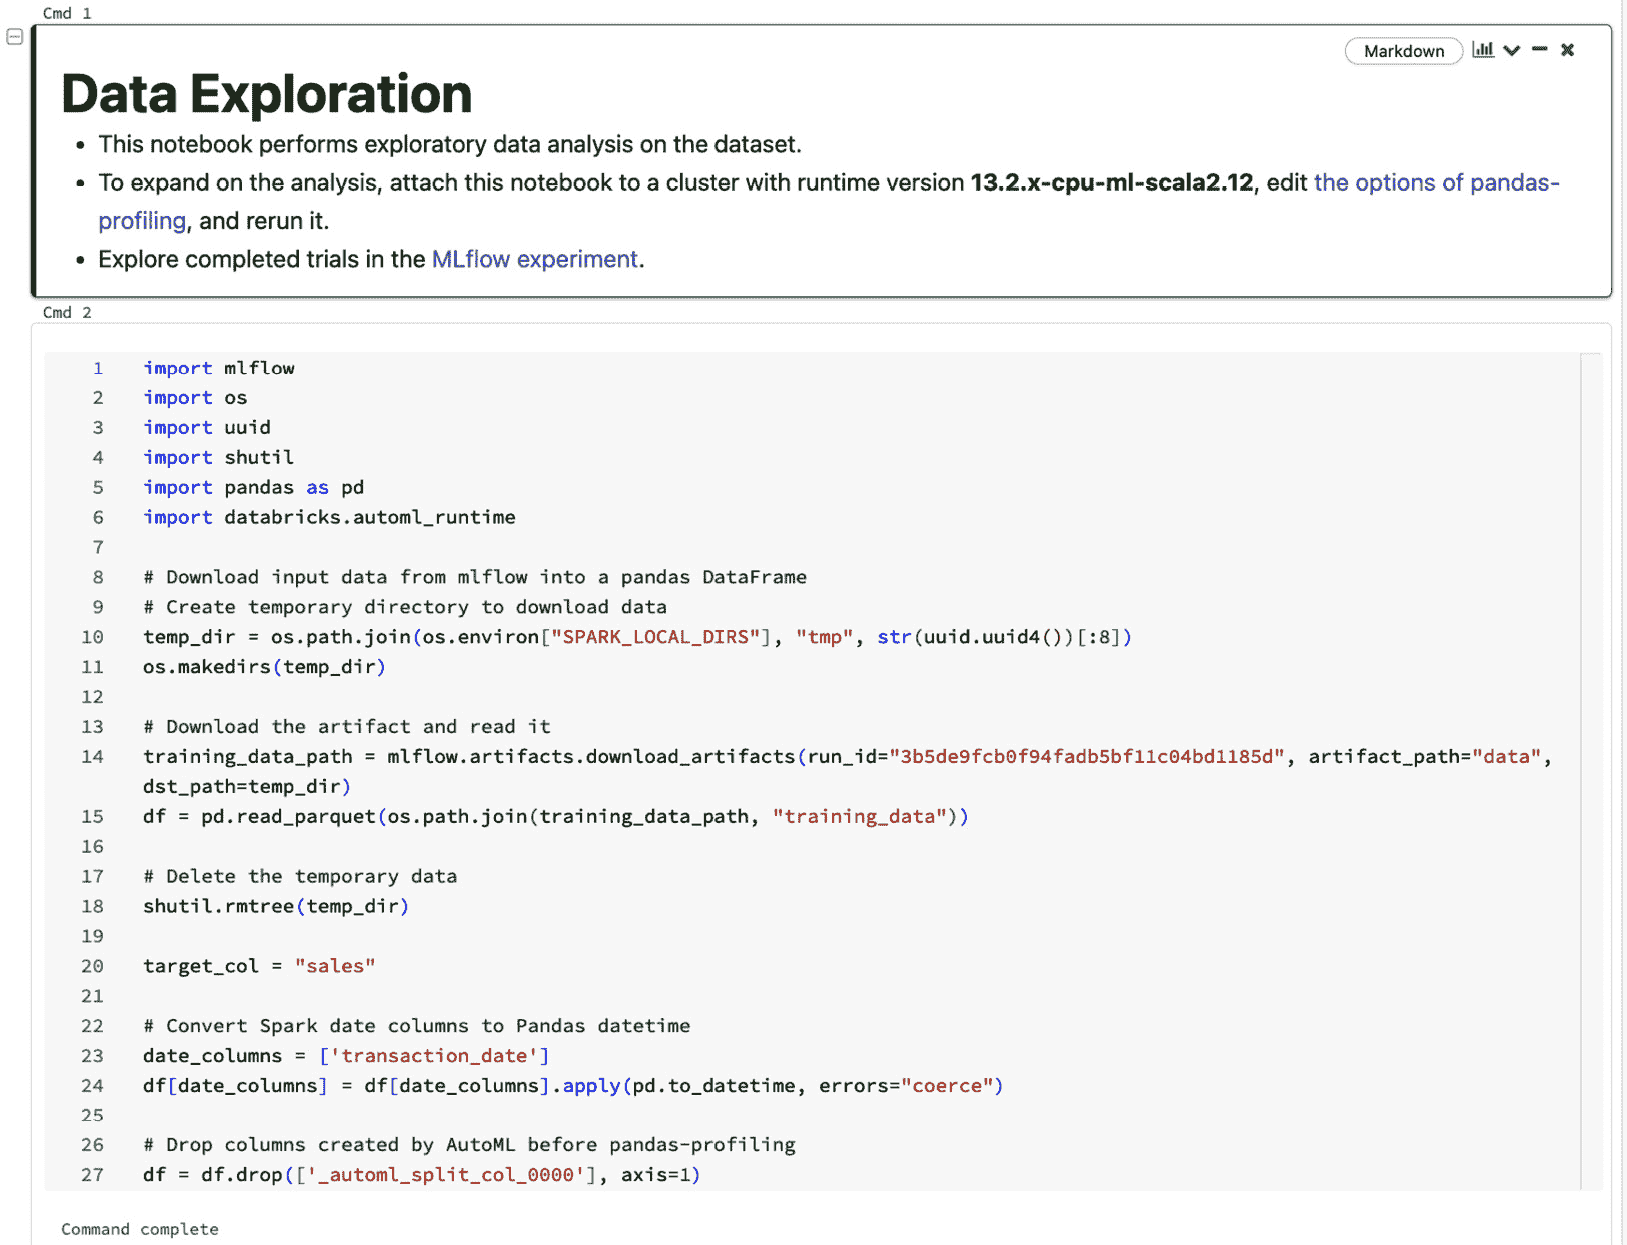 Cmd 1
Markdown
Data Exploration
• This notebook performs exploratory data analysis on the dataset.
• To expand on the analysis, attach this notebook to a cluster with runtime version 13.2.x-cpu-ml-scala2.12, edit the options of pandas-
profiling, and rerun it.
• Explore completed trials in the MLflow experiment.
Cmd 2
1 import mlflow
2 import os
3 import uuid
4 import shutil
5 import pandas as pd
6 import databricks.automl_runtime
7
8 # Download input data from mlflow into a pandas DataFrame
9 # Create temporary directory to download data
10 temp_dir = os.path.join(os.environ["SPARK_LOCAL_DIRS"], "tmp", str(uuid.uuid4())[:8])
11 os.makedirs(temp_dir)
12
13 # Download the artifact and read it
14 training_data_path = mlflow.artifacts.download_artifacts(run_id="3b5de9fcb0f94fadb5bf11c04bd1185d", artifact_path="data",
dst_path=temp_dir)
15 df = pd.read_parquet(os.path.join(training_data_path, "training_data"))
16
17 # Delete the temporary data
18 shutil.rmtree(temp_dir)
19
20 target_col = "sales"
21
22 # Convert Spark date columns to Pandas datetime
23 date_columns = ['transaction_date']
24 df[date_columns] = df[date_columns].apply(pd.to_datetime, errors="coerce")
25
26 # Drop columns created by AutoML before pandas-profiling
27 df = df.drop(['_automl_split_col_0000'], axis=1)
Command complete